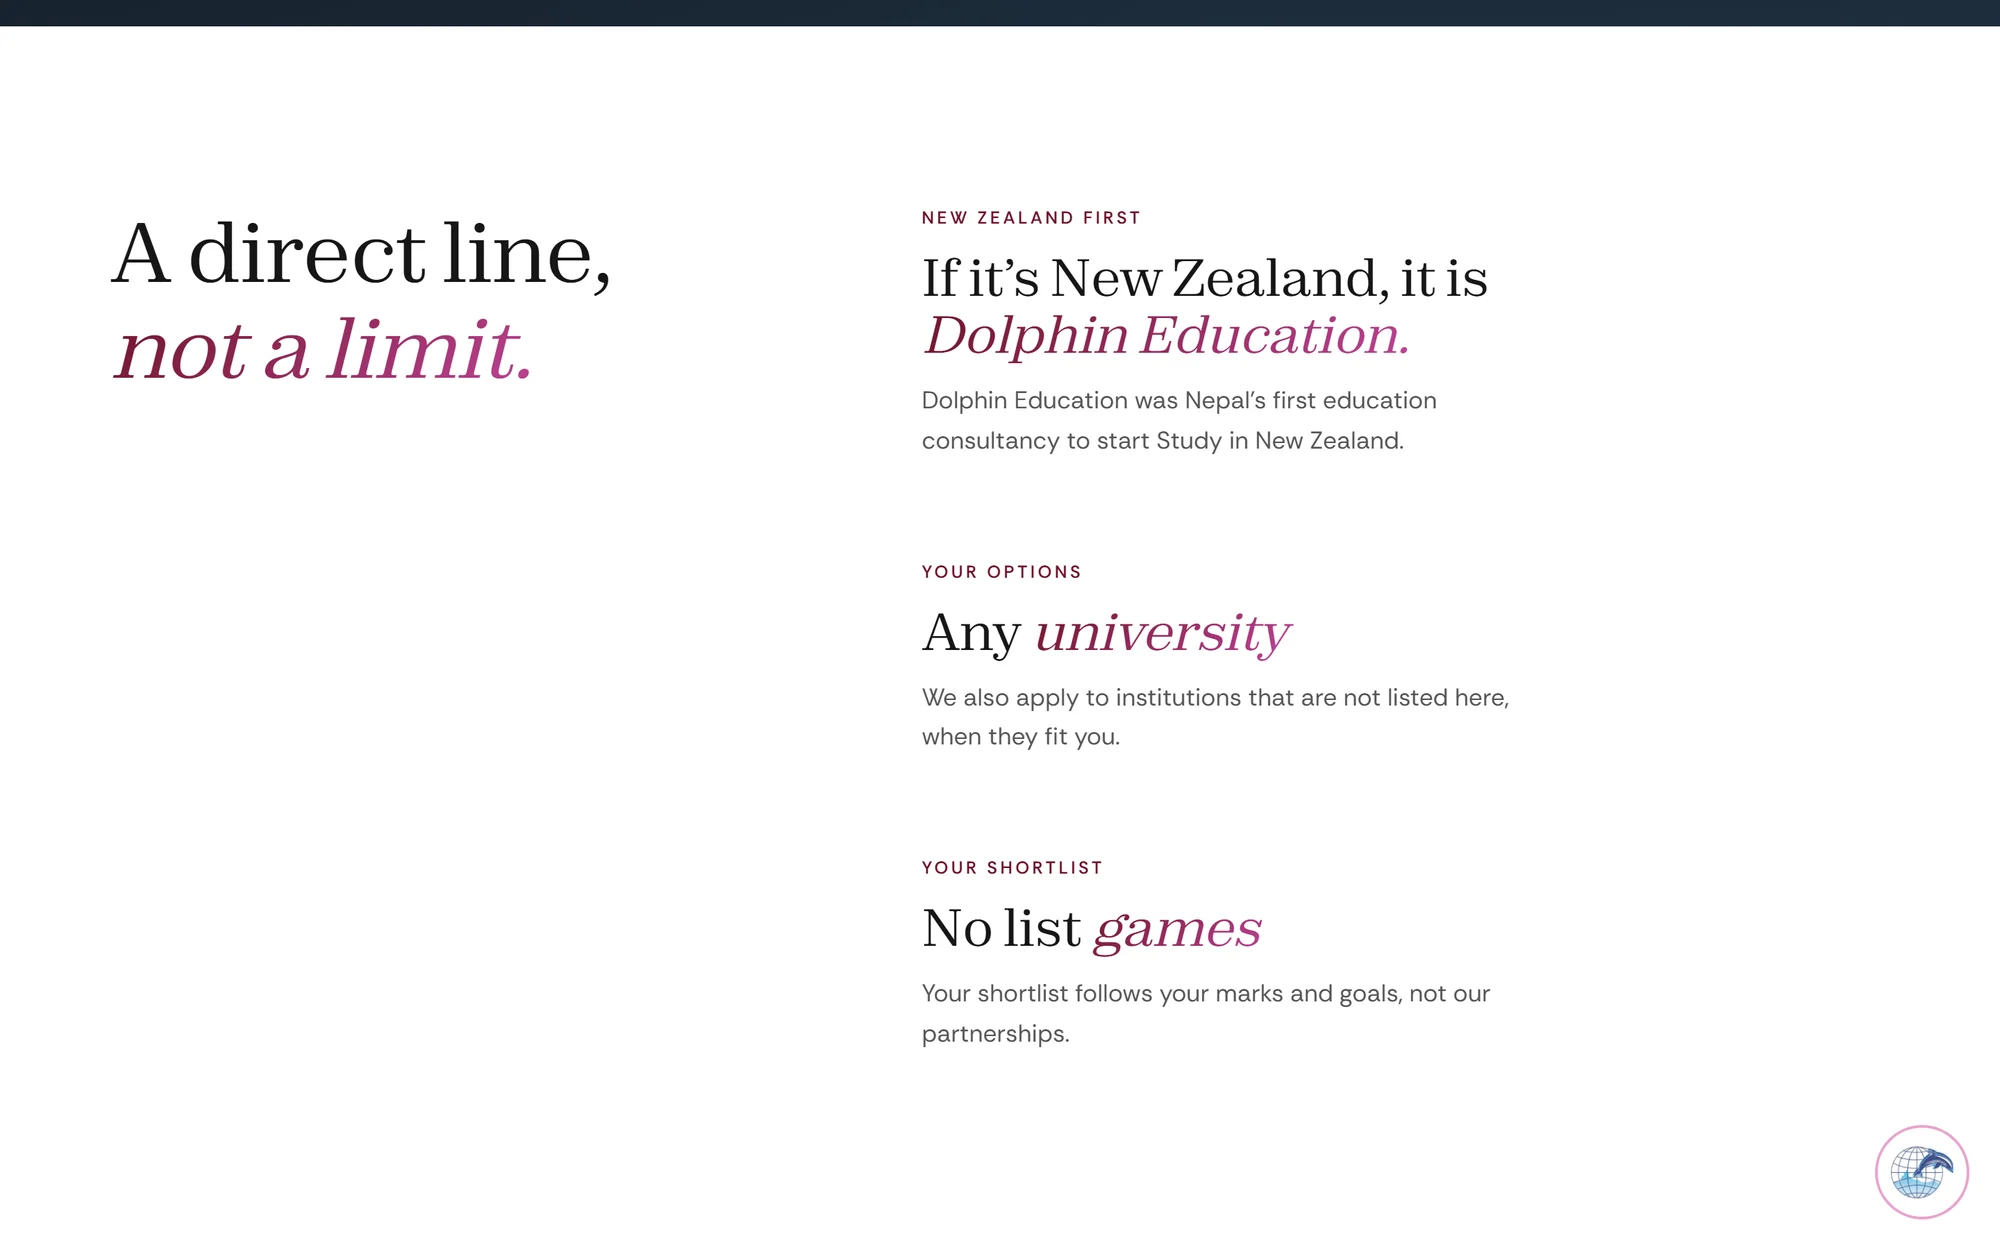 A direct line,
not a limit.
NEW ZEALAND FIRST
If it’s New Zealand, it is
Dolphin Education.
Dolphin Education was Nepal’s first education
consultancy to start Study in New Zealand.
YOUR OPTIONS
Any university
We also apply to institutions that are not listed here,
when they fit you.
YOUR SHORTLIST
No list games
Your shortlist follows your marks and goals, not our
partnerships.